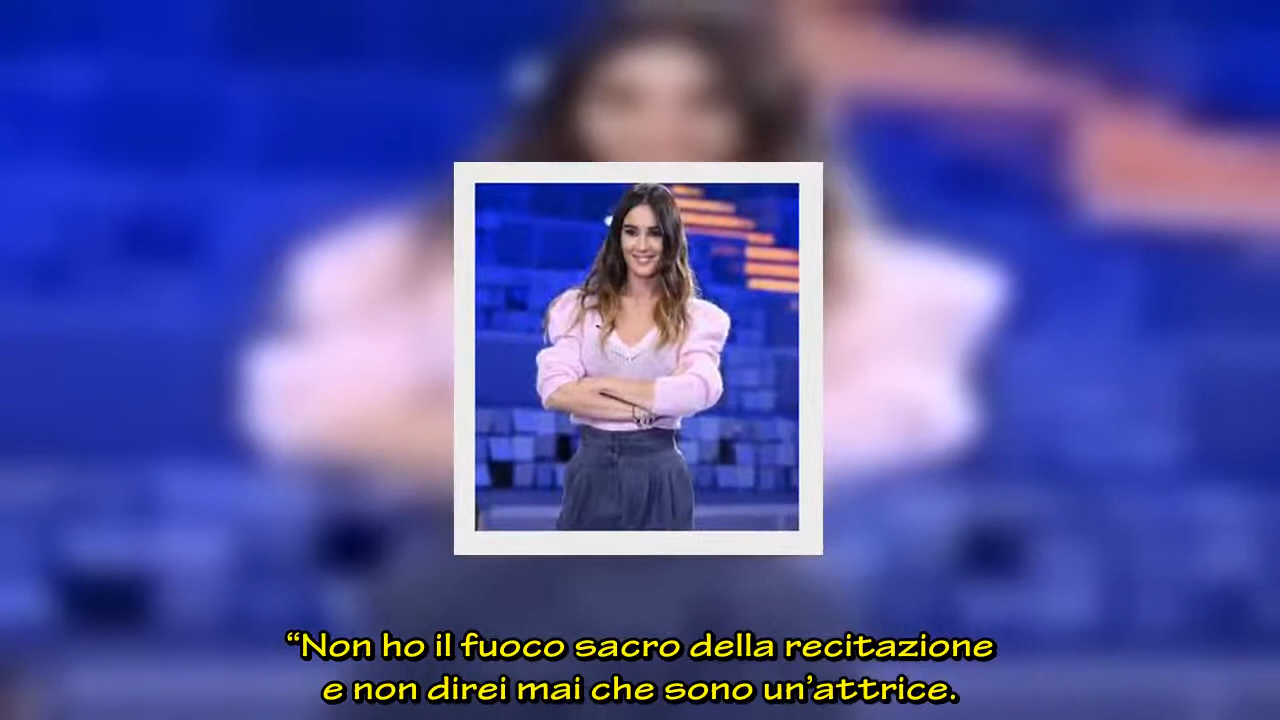 “Non ho il fuoco sacro della recitazione
e non direi mai che sono un’attrice.